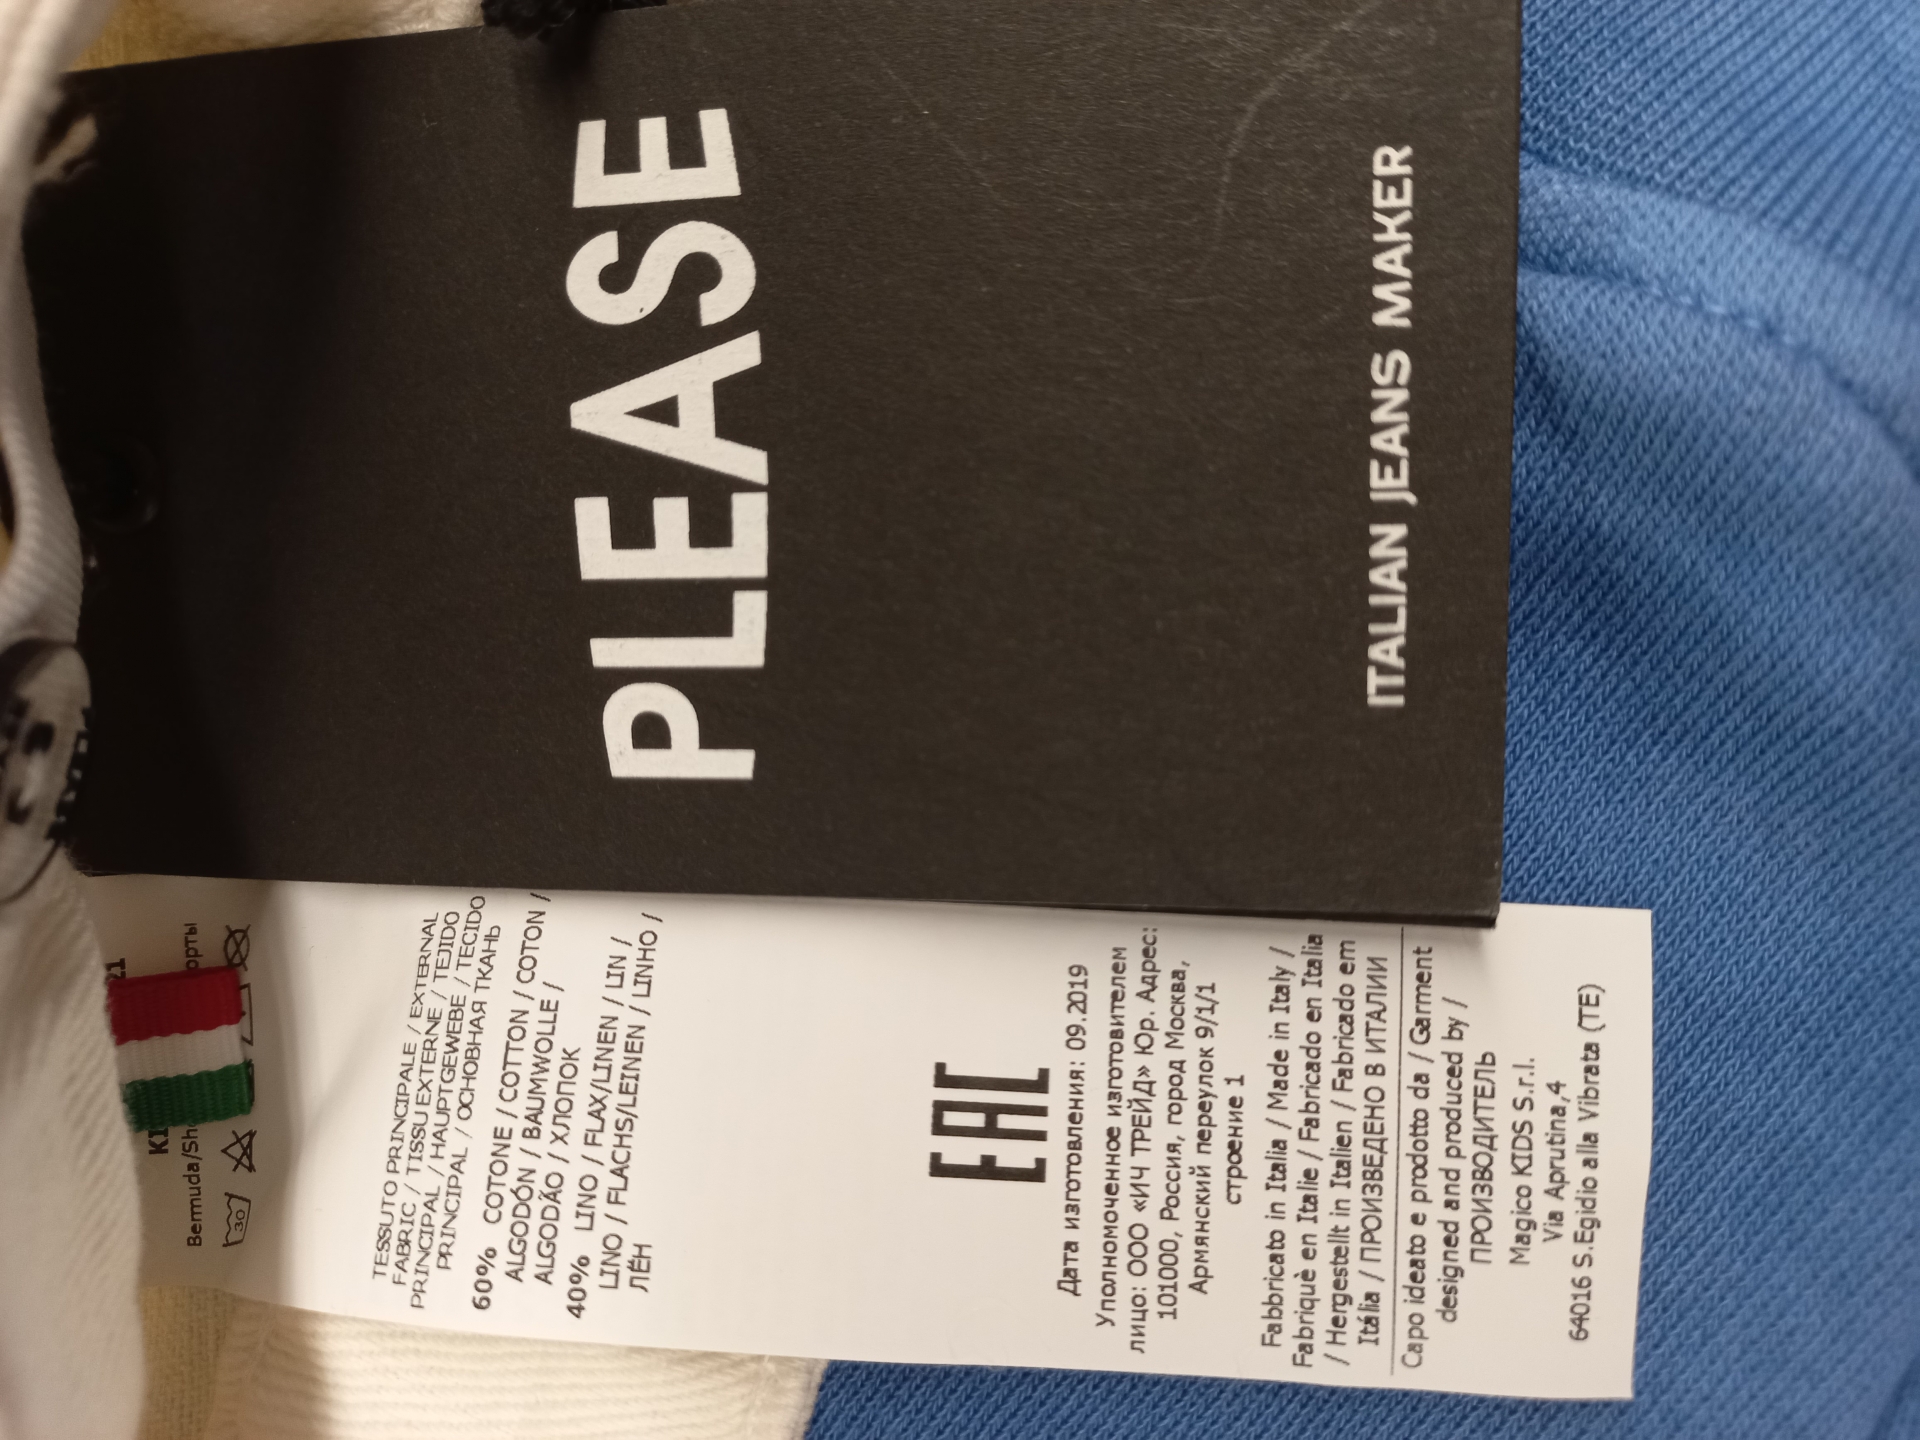 PLEASE
ITALIAN JEANS MAKER
21
Bermuda/Sh
орты
30
TESSUTO PRINCIPALE / EXTERNAL
FABRIC / TISSU EXTERNE / TEJIDO
PRINCIPAL / HAUPTGEWEBE / TECIDO
PRINCIPAL / ОСНОВНАЯ ТКАНЬ
60% COTONE / COTTON / COTON /
ALGODÓN / BAUMWOLLE /
ALGODÃO / ХЛОПОК
40% LINO / FLAX/LINEN / LIN /
LINO / FLACHS/LEINEN / LINHO /
ЛЁН
EAC
Дата изготовления: 09.2019
Уполномоченное изготовителем
лицо: ООО «ИЧ ТРЕЙД» Юр. Адрес:
101000, Россия, город Москва,
Армянский переулок 9/1/1
строение 1
Fabbricato in Italia / Made in Italy /
Fabriquè en Italie / Fabricado en Italia
/ Hergestellt in Italien / Fabricado em
Itália / ПРОИЗВЕДЕНО В ИТАЛИИ
Capo ideato e prodotto da / Garment
designed and produced by /
ПРОИЗВОДИТЕЛЬ
Magico KIDS S.r.l.
Via Aprutina,4
64016 S.Egidio alla Vibrata (TE)